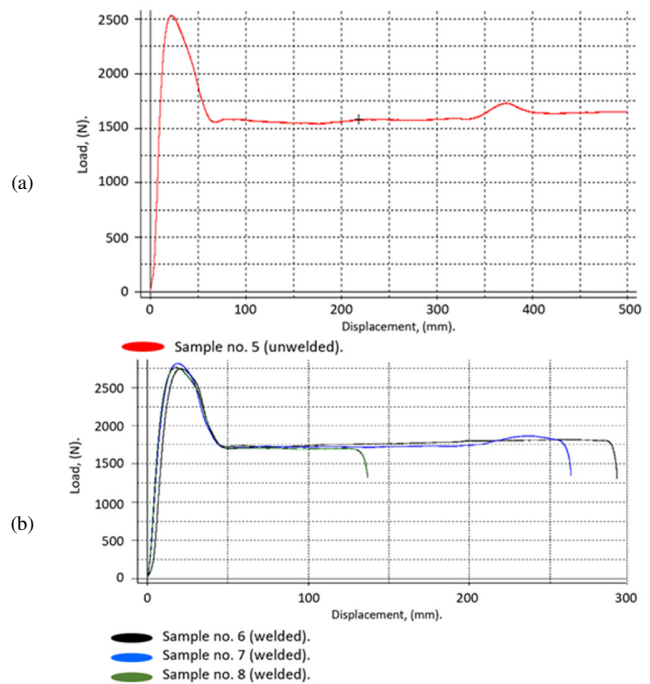 (a)
Load, (N).
2500
2000
1500
1000
500
0
0 100 200 300 400 500
Displacement, (mm).
Sample no. 5 (unwelded).
(b)
Load, (N).
2500
2000
1500
1000
500
0
0 100 200 300
Displacement, (mm).
Sample no. 6 (welded).
Sample no. 7 (welded).
Sample no. 8 (welded).